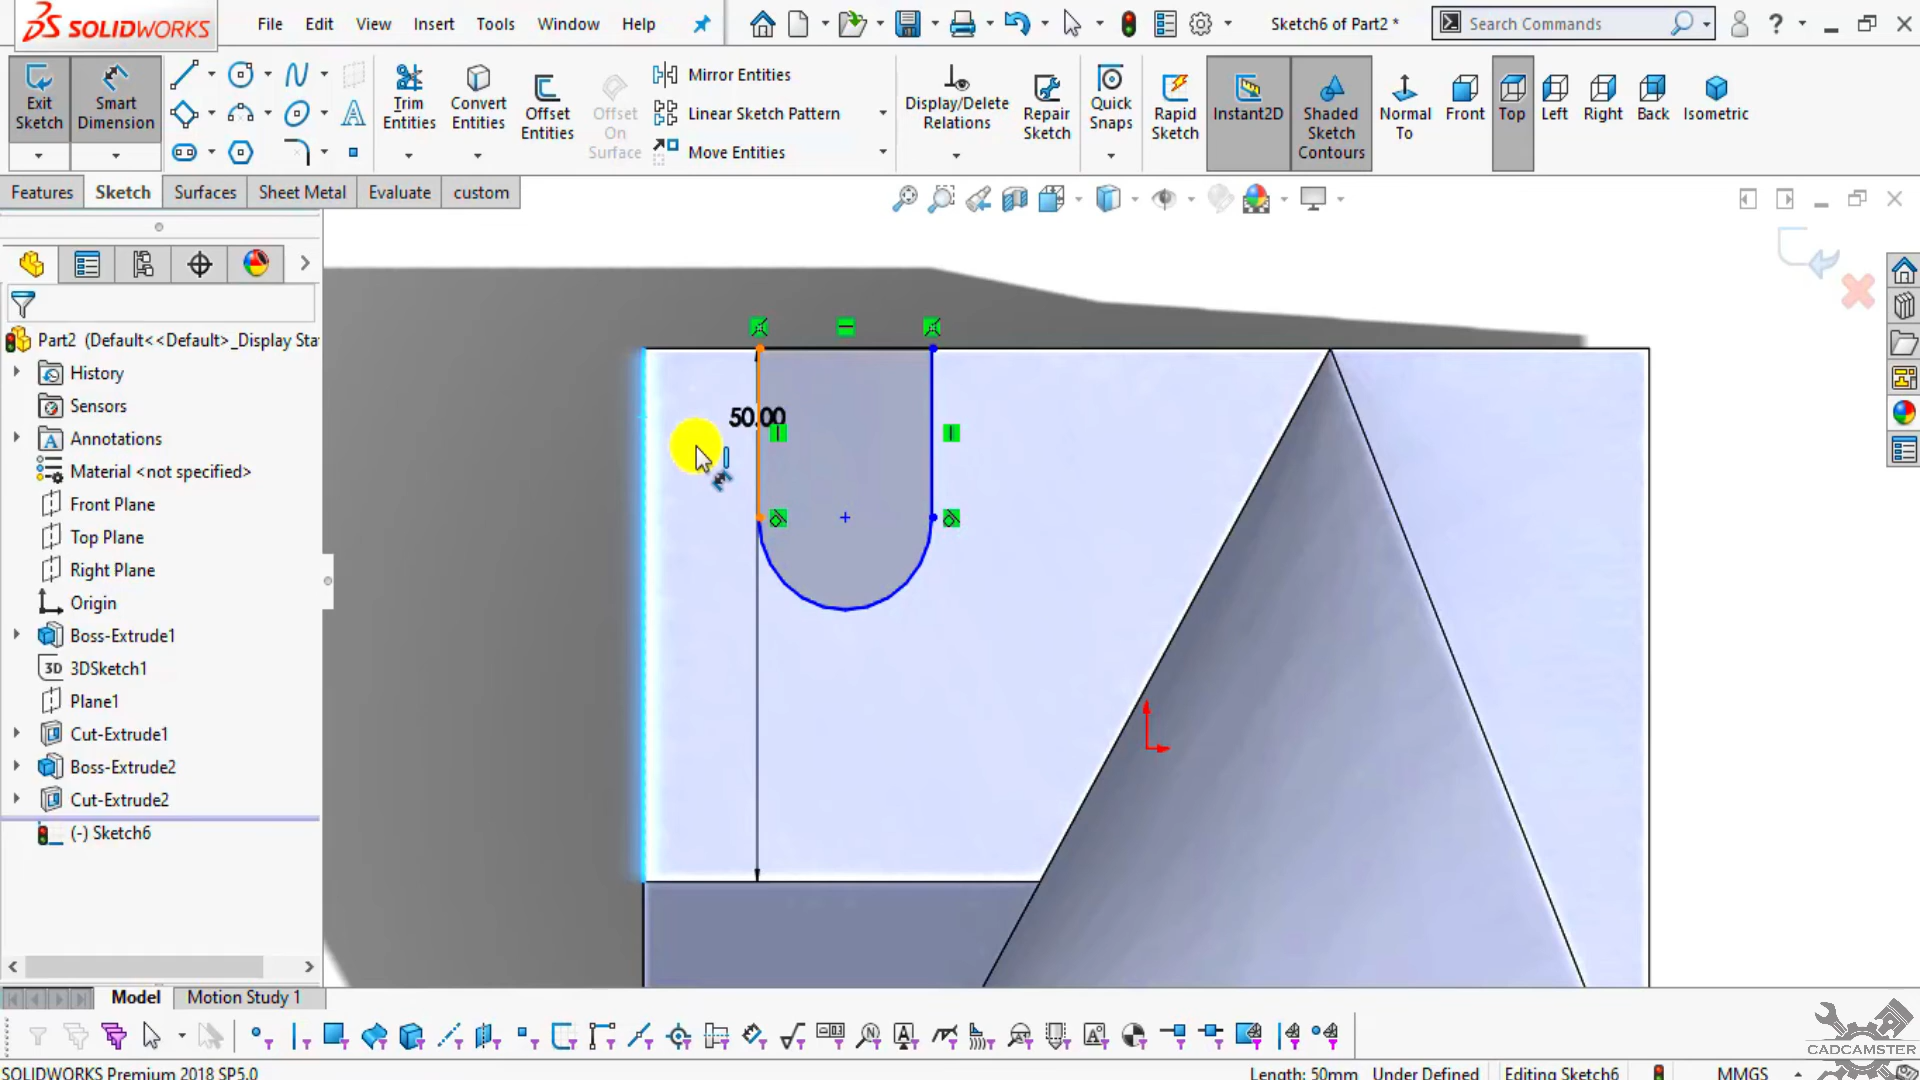 SOLIDWORKS
File Edit View Insert Tools Window Help
Sketch6 of Part2 *
Search Commands
?
Exit Sketch
Smart Dimension
Trim Entities
Convert Entities
Offset Entities
Offset On Surface
Mirror Entities
Linear Sketch Pattern
Move Entities
Display/Delete Relations
Repair Sketch
Quick Snaps
Rapid Sketch
Instant2D
Shaded Sketch Contours
Normal To
Front
Top
Left
Right
Back
Isometric
Features
Sketch
Surfaces
Sheet Metal
Evaluate
custom
Part2 (Default<<Default>_Display Sta
History
Sensors
Annotations
Material <not specified>
Front Plane
Top Plane
Right Plane
Origin
Boss-Extrude1
3D 3DSketch1
Plane1
Cut-Extrude1
Boss-Extrude2
Cut-Extrude2
(-) Sketch6
50.00
Model
Motion Study 1
CADCAMSTER
SOLIDWORKS Premium 2018 SP5.0
Length: 50mm Under Defined Editing Sketch6 MMGS